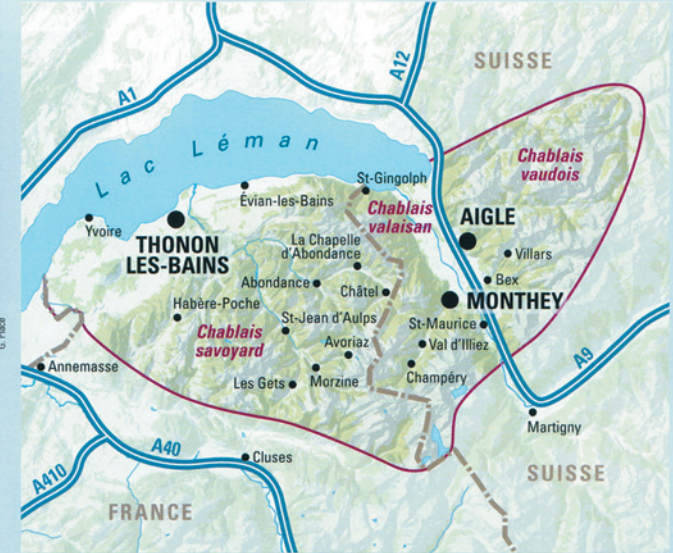 SUISSE
A12
A1
Lac Léman
Chablais
vaudois
St-Gingolph
Évian-les-Bains
Chablais
valaisan
AIGLE
Yvoire
THONON
LES-BAINS
La Chapelle
d'Abondance
Villars
Abondance
Châtel
Bex
MONTHEY
Habère-Poche
St-Jean d'Aulps
St-Maurice
Chablais
savoyard
Avoriaz
Val d'Illiez
A9
Annemasse
Les Gets
Morzine
Champéry
Martigny
A40
Cluses
A410
SUISSE
FRANCE
G. Place